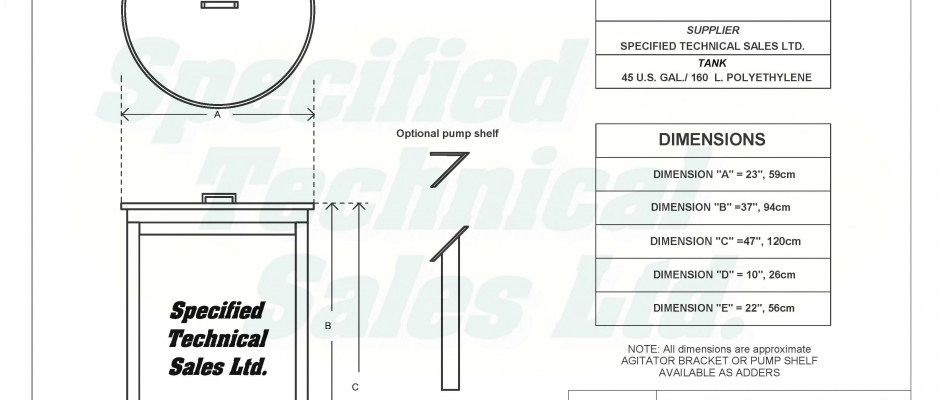 SUPPLIER
SPECIFIED TECHNICAL SALES LTD.
TANK
45 U.S. GAL./ 160 L. POLYETHYLENE
A
Optional pump shelf
DIMENSIONS
DIMENSION "A" = 23", 59cm
DIMENSION "B" =37", 94cm
DIMENSION "C" =47", 120cm
DIMENSION "D" = 10", 26cm
DIMENSION "E" = 22", 56cm
Specified
Technical
Sales Ltd.
B
C
NOTE: All dimensions are approximate
AGITATOR BRACKET OR PUMP SHELF
AVAILABLE AS ADDERS
Specified
Technical
Sales Ltd.